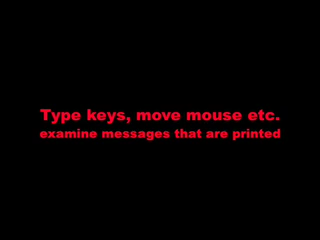 Type keys, move mouse etc.
examine messages that are printed